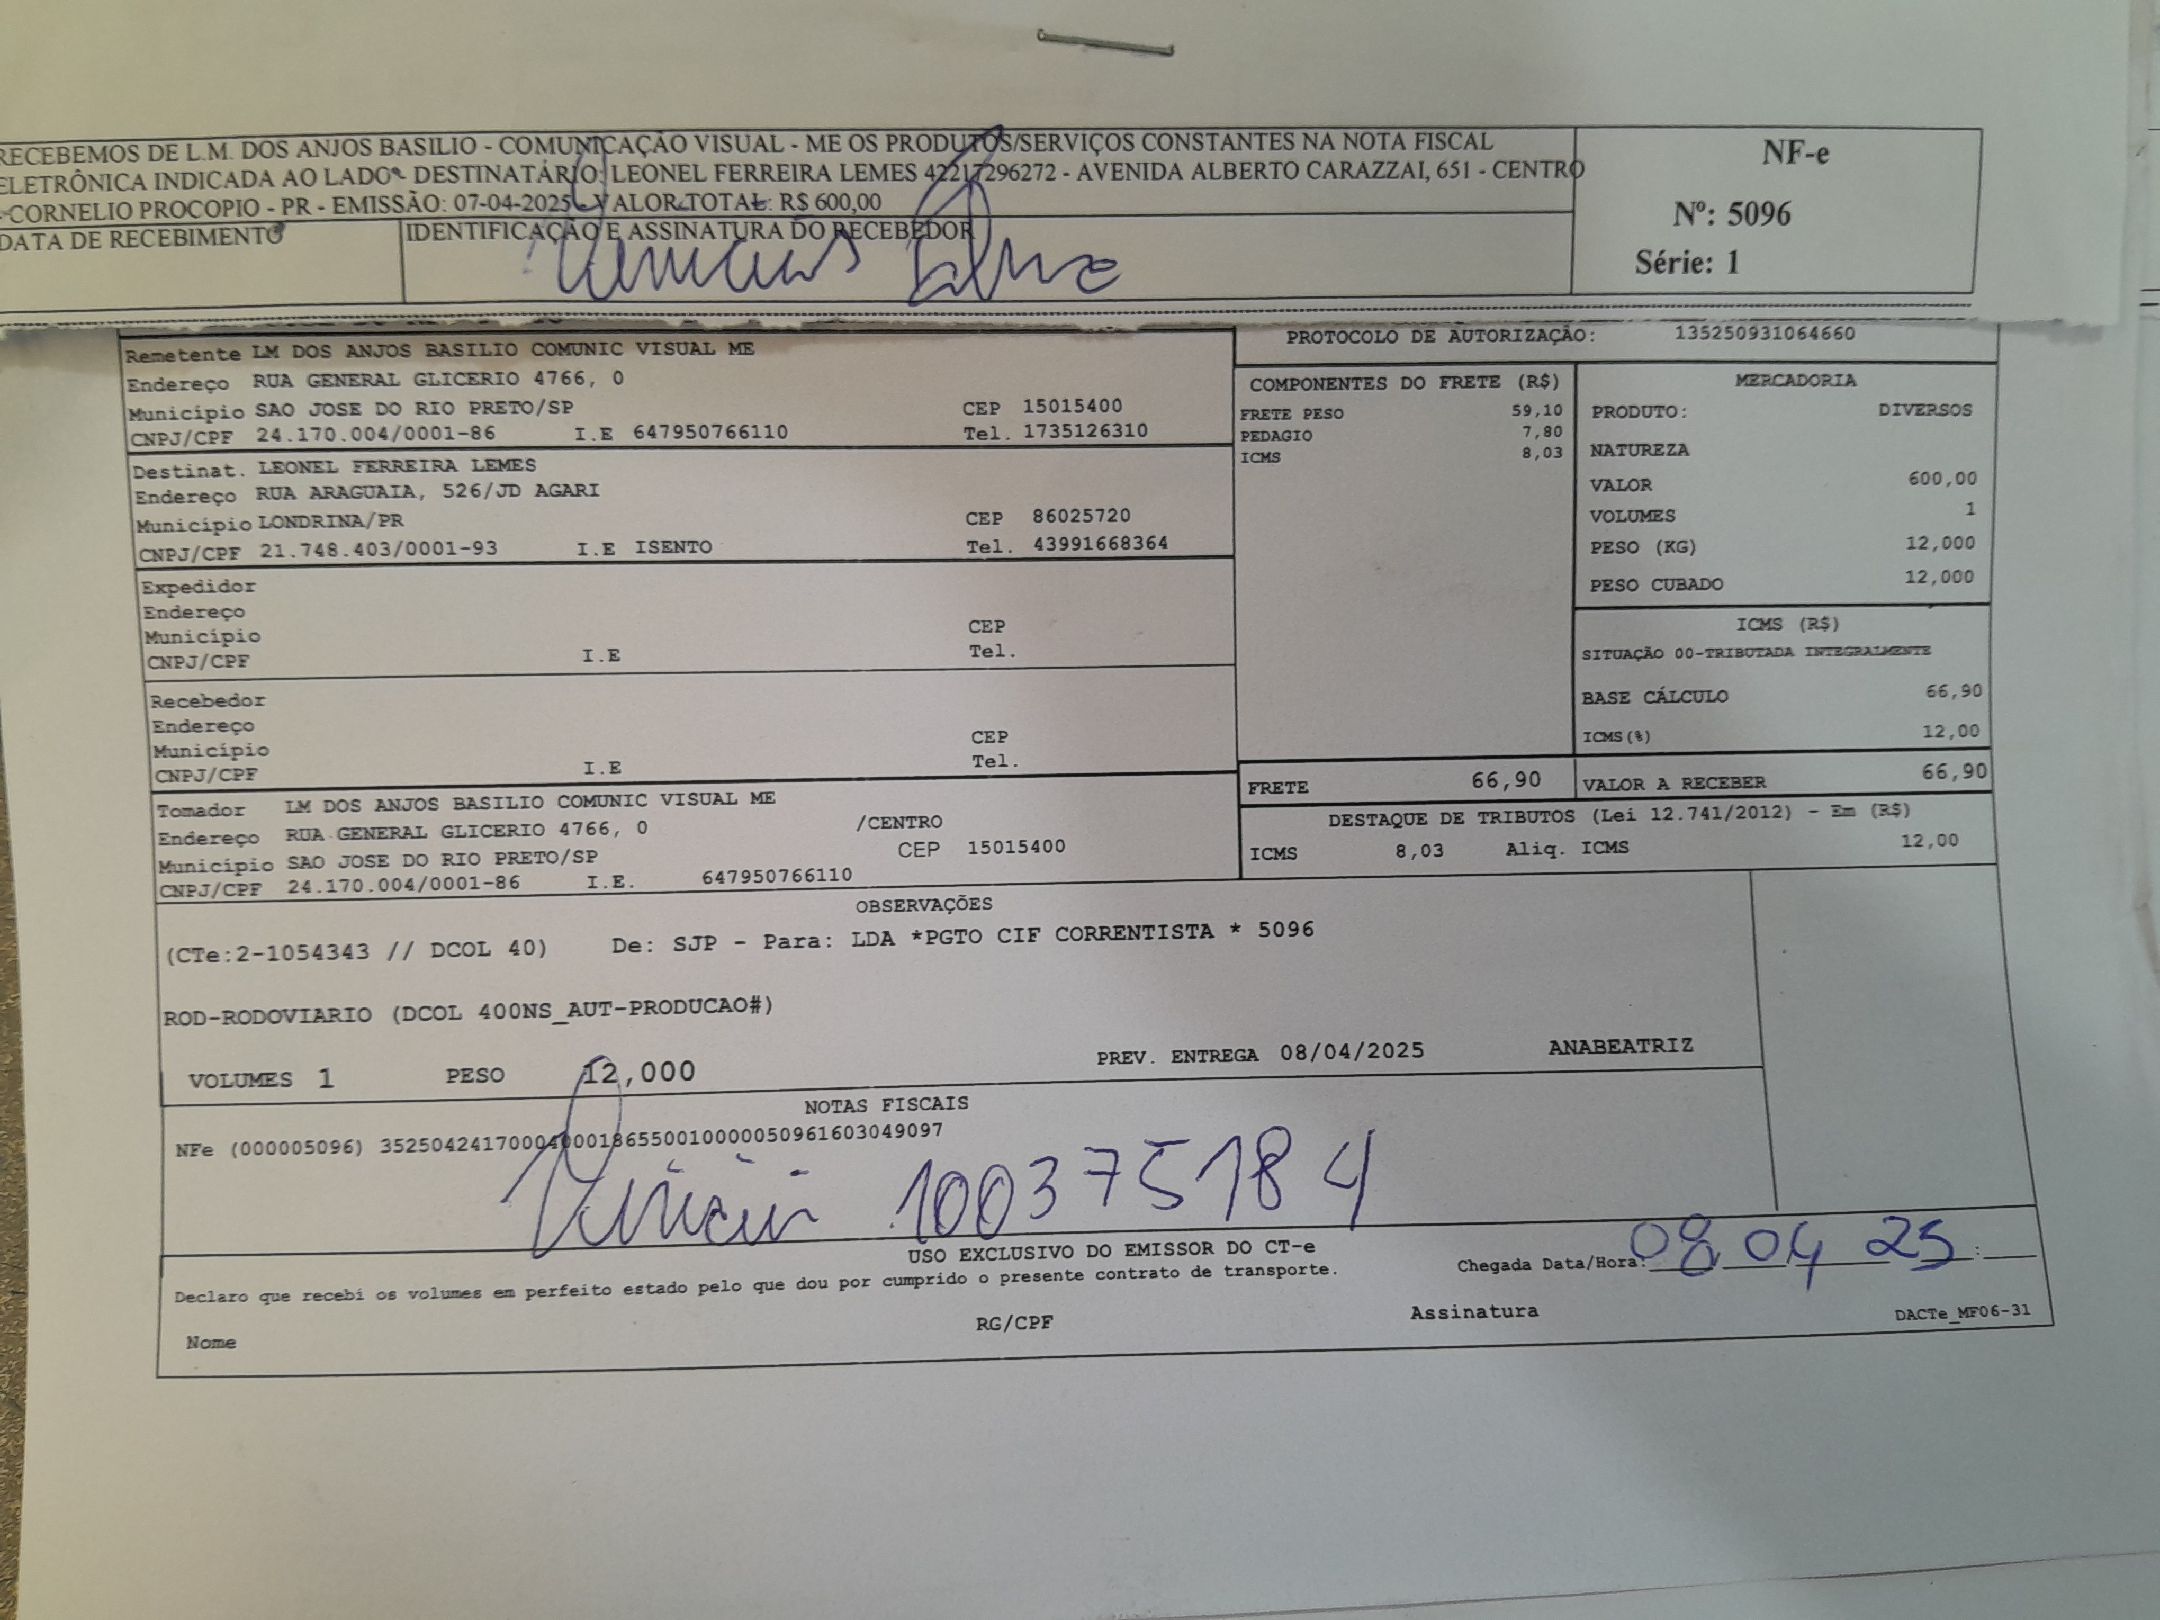 RECEBEMOS DE L.M. DOS ANJOS BASILIO - COMUNICAÇÃO VISUAL - ME OS PRODUTOS/SERVIÇOS CONSTANTES NA NOTA FISCAL
ELETRÔNICA INDICADA AO LADO - DESTINATÁRIO: LEONEL FERREIRA LEMES 42217296272 - AVENIDA ALBERTO CARAZZAI, 651 - CENTRO
- CORNELIO PROCOPIO - PR - EMISSÃO: 07-04-2025 - VALOR TOTAL: R$ 600,00
DATA DE RECEBIMENTO
IDENTIFICAÇÃO E ASSINATURA DO RECEBEDOR
Vinicius Silva
NF-e
Nº: 5096
Série: 1
Remetente LM DOS ANJOS BASILIO COMUNIC VISUAL ME
Endereço RUA GENERAL GLICERIO 4766, 0
Município SAO JOSE DO RIO PRETO/SP CEP 15015400
CNPJ/CPF 24.170.004/0001-86 I.E 647950766110 Tel. 1735126310
Destinat. LEONEL FERREIRA LEMES
Endereço RUA ARAGUAIA, 526/JD AGARI
Município LONDRINA/PR CEP 86025720
CNPJ/CPF 21.748.403/0001-93 I.E ISENTO Tel. 43991668364
Expedidor
Endereço
Município CEP
CNPJ/CPF I.E Tel.
Recebedor
Endereço
Município CEP
CNPJ/CPF I.E Tel.
Tomador LM DOS ANJOS BASILIO COMUNIC VISUAL ME
Endereço RUA GENERAL GLICERIO 4766, 0 /CENTRO
Município SAO JOSE DO RIO PRETO/SP CEP 15015400
CNPJ/CPF 24.170.004/0001-86 I.E. 647950766110
PROTOCOLO DE AUTORIZAÇÃO: 135250931064660
COMPONENTES DO FRETE (R$)
FRETE PESO 59,10
PEDAGIO 7,80
ICMS 8,03
MERCADORIA
PRODUTO: DIVERSOS
NATUREZA
VALOR 600,00
VOLUMES 1
PESO (KG) 12,000
PESO CUBADO 12,000
ICMS (R$)
SITUAÇÃO 00-TRIBUTADA INTEGRALMENTE
BASE CÁLCULO 66,90
ICMS(%) 12,00
FRETE 66,90
VALOR A RECEBER 66,90
DESTAQUE DE TRIBUTOS (Lei 12.741/2012) - Em (R$)
ICMS 8,03 Aliq. ICMS 12,00
OBSERVAÇÕES
(CTe:2-1054343 // DCOL 40) De: SJP - Para: LDA *PGTO CIF CORRENTISTA * 5096
ROD-RODOVIARIO (DCOL 400NS_AUT-PRODUCAO#)
VOLUMES 1 PESO 12,000 PREV. ENTREGA 08/04/2025 ANABEATRIZ
NOTAS FISCAIS
NFe (000005096) 35250424170004000186550010000050961603049097
Vinicius 100375184
USO EXCLUSIVO DO EMISSOR DO CT-e
Declaro que recebi os volumes em perfeito estado pelo que dou por cumprido o presente contrato de transporte.
Chegada Data/Hora: 08 04 25 :
Nome RG/CPF Assinatura
DACTe_MF06-31